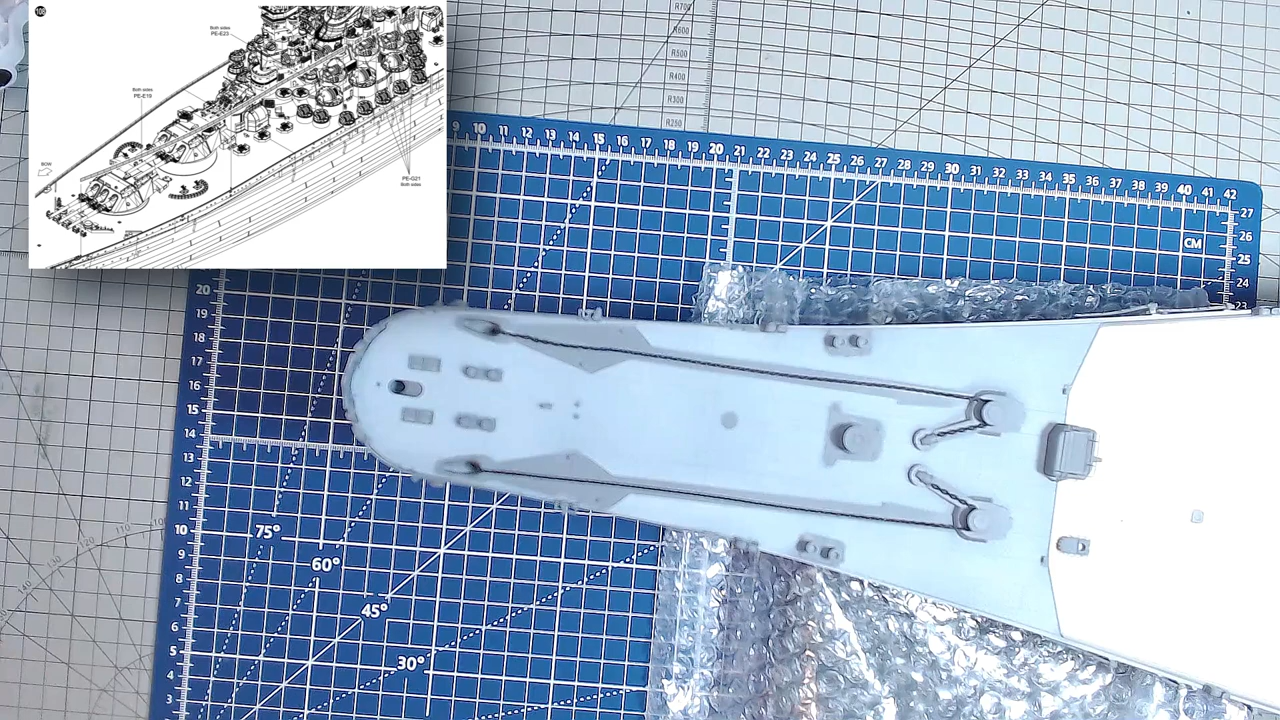 Both sides
PE-E23
Both sides
PE-E19
BOW
PE-G21
Both sides
R700
R600
R500
R400
R300
R250
9 10 11 12 13 14 15 16 17 18 19 20 21 22 23 24 25 26 27 28 29 30 31 32 33 34 35 36 37 38 39 40 41 42
27
26
CM
25
24
23
20
19
18
17
16
15
14
13
12
11
10
9
8
7
6
5
4
3
75°
60°
45°
30°
110
120
130
140